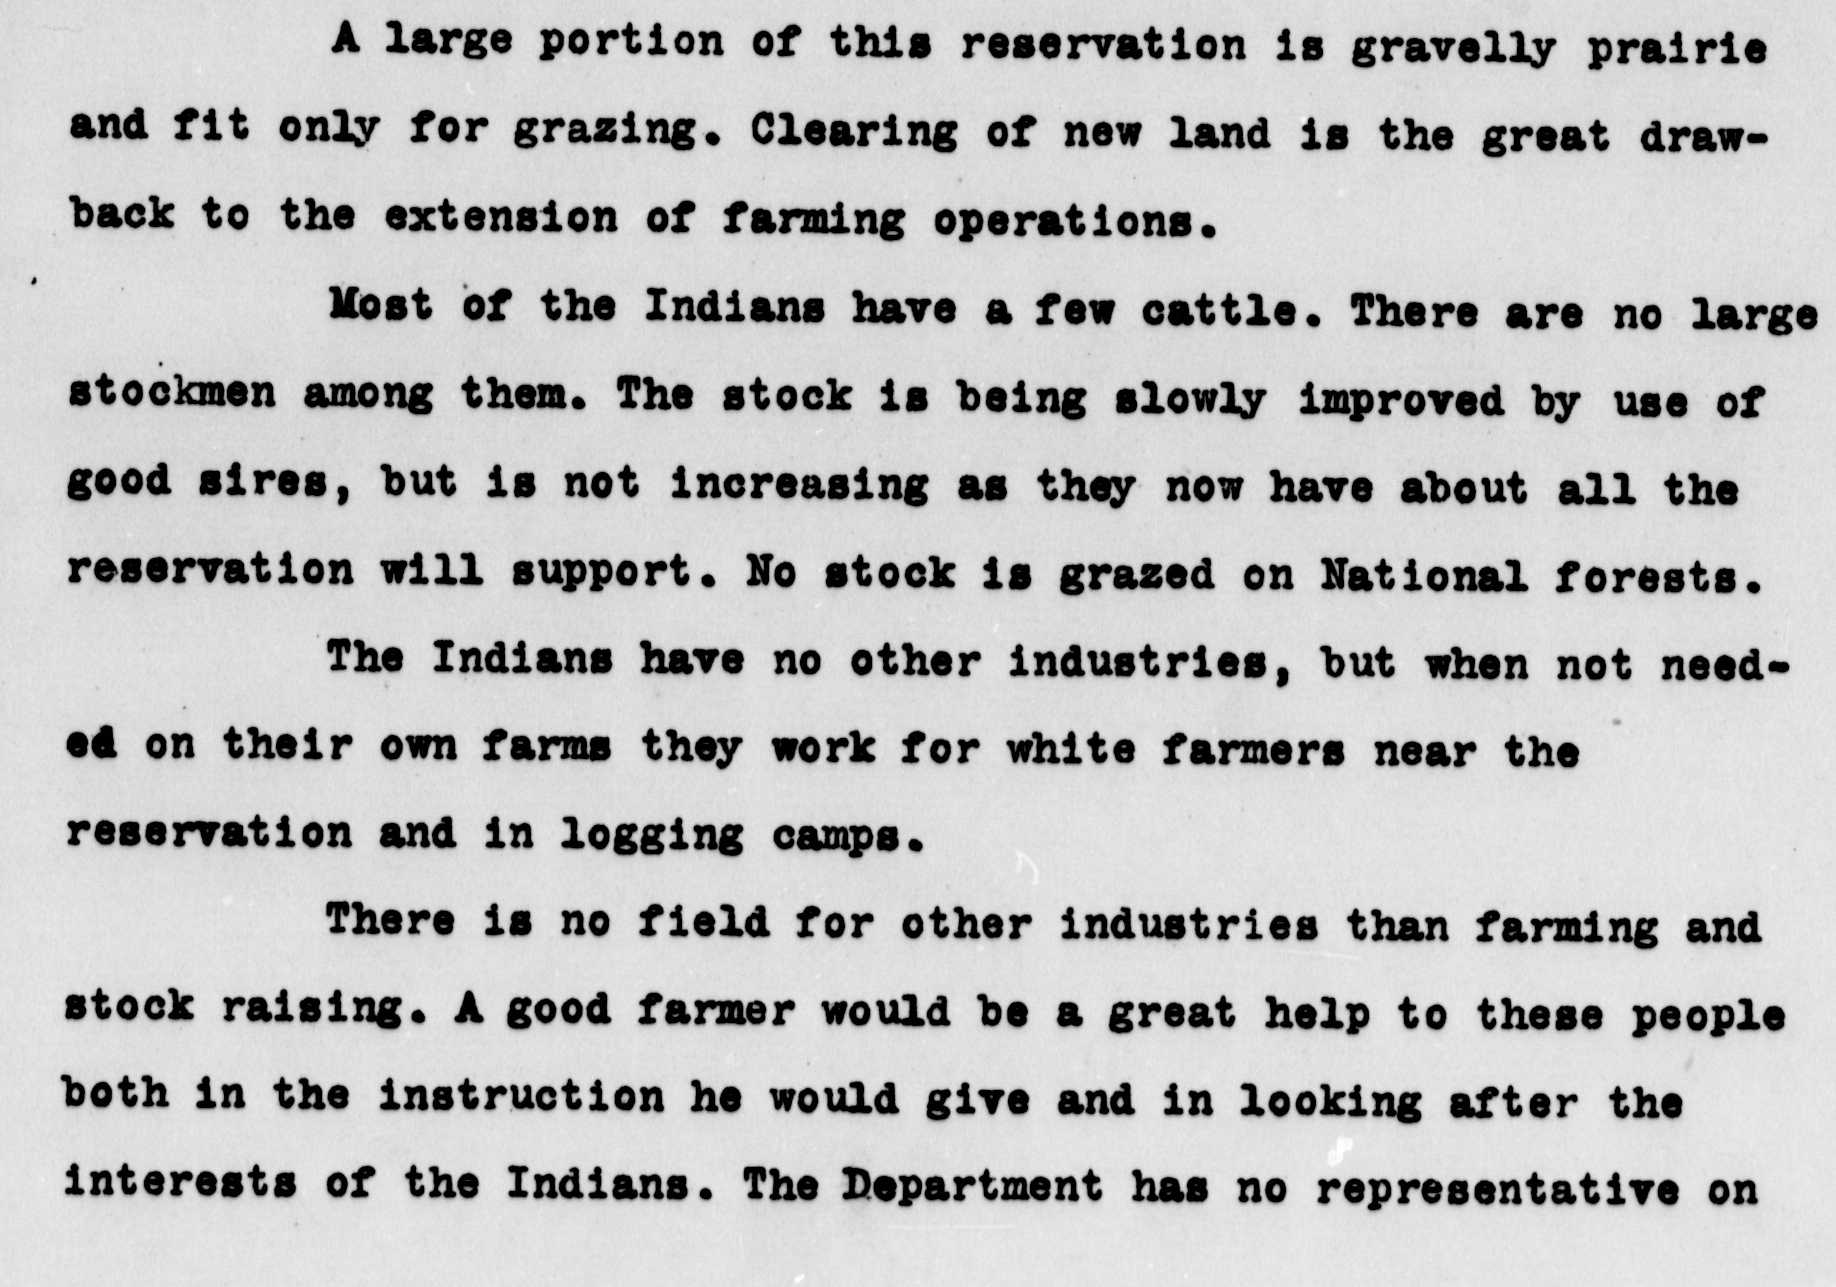 A large portion of this reservation is gravelly prairie
and fit only for grazing. Clearing of new land is the great draw-
back to the extension of farming operations.
Most of the Indians have a few cattle. There are no large
stockmen among them. The stock is being slowly improved by use of
good sires, but is not increasing as they now have about all the
reservation will support. No stock is grazed on National forests.
The Indians have no other industries, but when not need-
ed on their own farms they work for white farmers near the
reservation and in logging camps.
There is no field for other industries than farming and
stock raising. A good farmer would be a great help to these people
both in the instruction he would give and in looking after the
interests of the Indians. The Department has no representative on